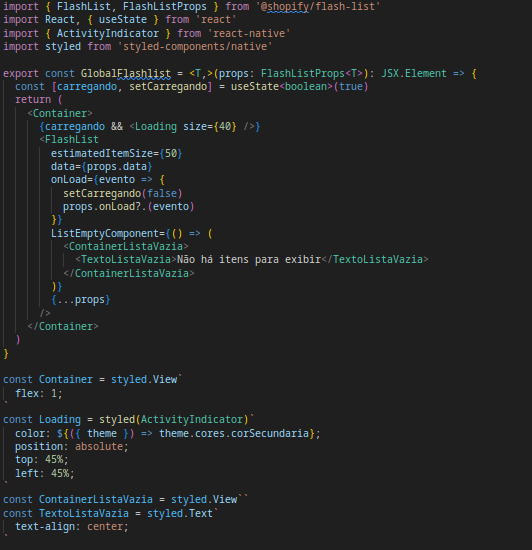 import { FlashList, FlashListProps } from '@shopify/flash-list'
import React, { useState } from 'react'
import { ActivityIndicator } from 'react-native'
import styled from 'styled-components/native'

export const GlobalFlashlist = <T,>(props: FlashListProps<T>): JSX.Element => {
  const [carregando, setCarregando] = useState<boolean>(true)
  return (
    <Container>
      {carregando && <Loading size={40} />}
      <FlashList
        estimatedItemSize={50}
        data={props.data}
        onLoad={evento => {
          setCarregando(false)
          props.onLoad?.(evento)
        }}
        ListEmptyComponent={() => (
          <ContainerListaVazia>
            <TextoListaVazia>Não há itens para exibir</TextoListaVazia>
          </ContainerListaVazia>
        )}
        {...props}
      />
    </Container>
  )
}

const Container = styled.View`
  flex: 1;
`
const Loading = styled(ActivityIndicator)`
  color: ${({ theme }) => theme.cores.corSecundaria};
  position: absolute;
  top: 45%;
  left: 45%;
`
const ContainerListaVazia = styled.View``
const TextoListaVazia = styled.Text`
  text-align: center;
`